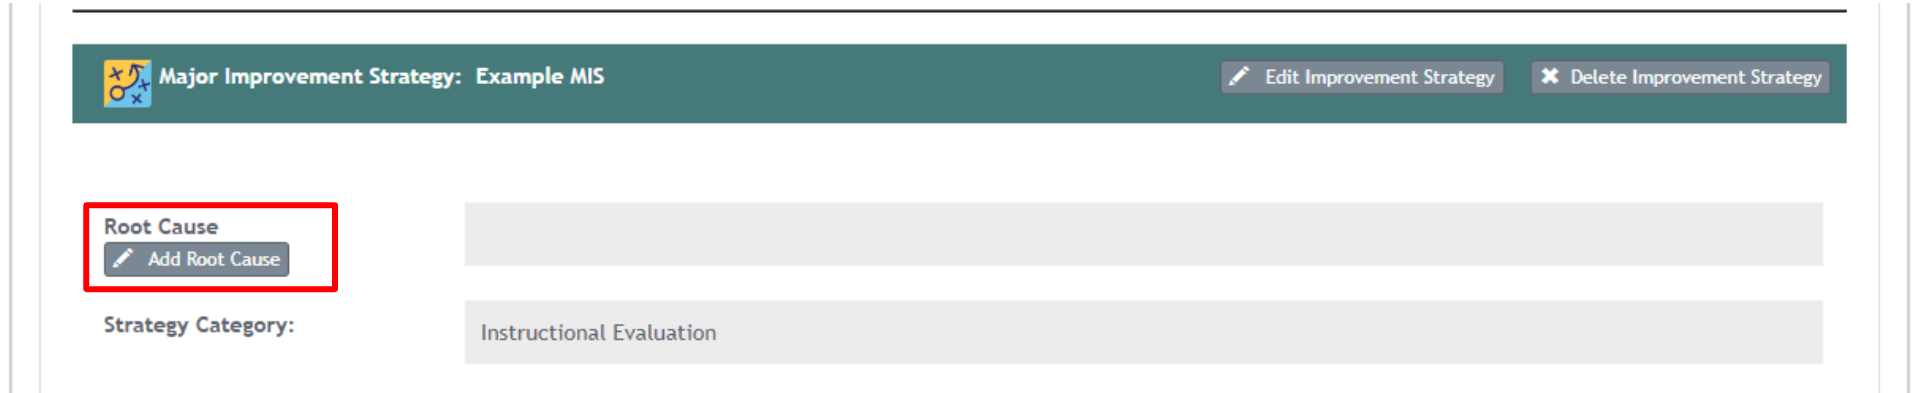 Major Improvement Strategy: Example MIS
Edit Improvement Strategy
Delete Improvement Strategy
Root Cause
Add Root Cause
Strategy Category:
Instructional Evaluation